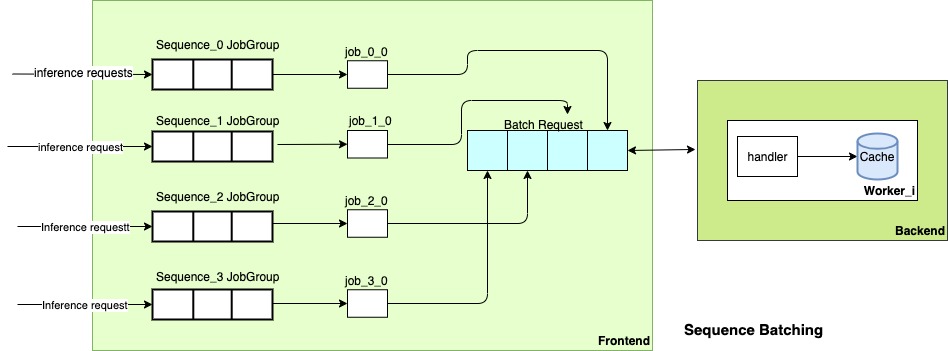 Sequence_0 JobGroup
job_0_0
inference requests
Sequence_1 JobGroup
job_1_0
Batch Request
inference request
handler
Cache
Worker_i
Sequence_2 JobGroup
job_2_0
Inference requestt
Backend
Sequence_3 JobGroup
job_3_0
Inference request
Sequence Batching
Frontend